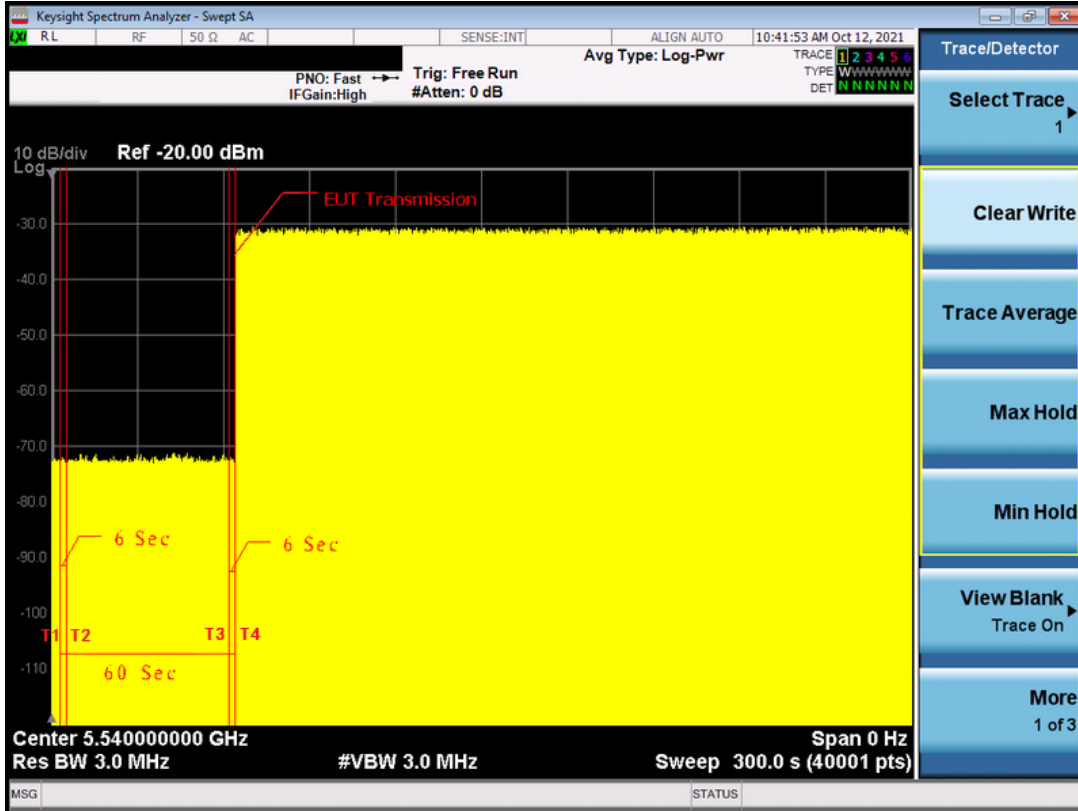 Keysight Spectrum Analyzer - Swept SA
LXI RL RF 50 Ω AC SENSE:INT ALIGN AUTO 10:41:53 AM Oct 12, 2021
PNO: Fast
IFGain:High
Trig: Free Run
#Atten: 0 dB
Avg Type: Log-Pwr
TRACE 1 2 3 4 5 6
TYPE WWWWWW
DET N N N N N N
10 dB/div Ref -20.00 dBm
Log
EUT Transmission
-30.0
-40.0
-50.0
-60.0
-70.0
-80.0
-90.0
-100
-110
6 Sec
6 Sec
T1 T2 T3 T4
60 Sec
Center 5.540000000 GHz Span 0 Hz
Res BW 3.0 MHz #VBW 3.0 MHz Sweep 300.0 s (40001 pts)
MSG STATUS
Trace/Detector
Select Trace
1
Clear Write
Trace Average
Max Hold
Min Hold
View Blank
Trace On
More
1 of 3